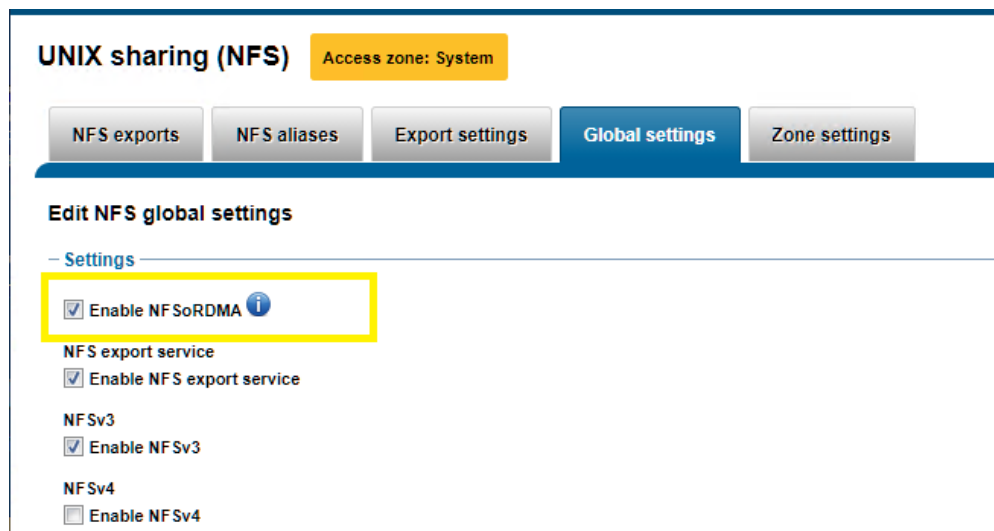 UNIX sharing (NFS) Access zone: System
NFS exports NFS aliases Export settings Global settings Zone settings
Edit NFS global settings
Settings
Enable NFSoRDMA i
NFS export service
Enable NFS export service
NFSv3
Enable NFSv3
NFSv4
Enable NFSv4